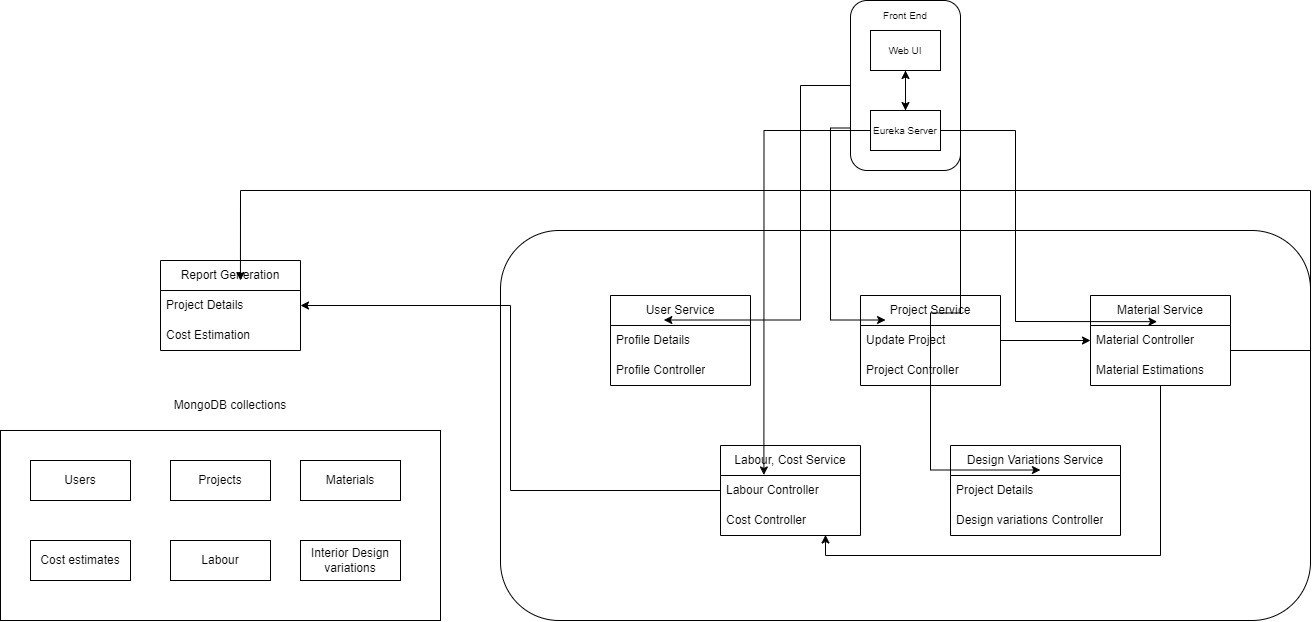 Front End
Web UI
Eureka Server
Report Generation
Project Details
Cost Estimation
User Service
Profile Details
Profile Controller
Project Service
Update Project
Project Controller
Material Service
Material Controller
Material Estimations
MongoDB collections
Users
Projects
Materials
Cost estimates
Labour
Interior Design
variations
Labour, Cost Service
Labour Controller
Cost Controller
Design Variations Service
Project Details
Design variations Controller